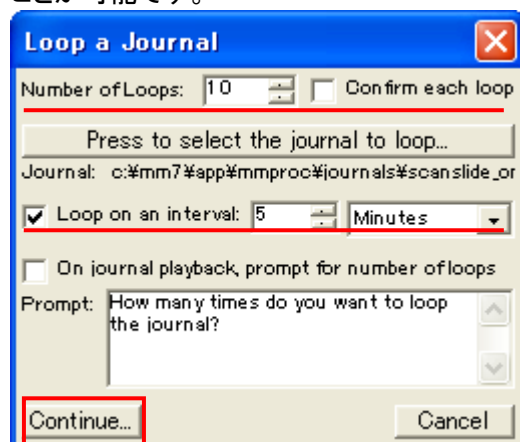 ことが可能です。
Loop a Journal
Number of Loops: 10 Confirm each loop
Press to select the journal to loop...
Journal: c:¥mm7¥app¥mmproc¥journals¥scanslide_or
Loop on an interval: 5 Minutes
On journal playback, prompt for number of loops
Prompt: How many times do you want to loop
the journal?
Continue... Cancel